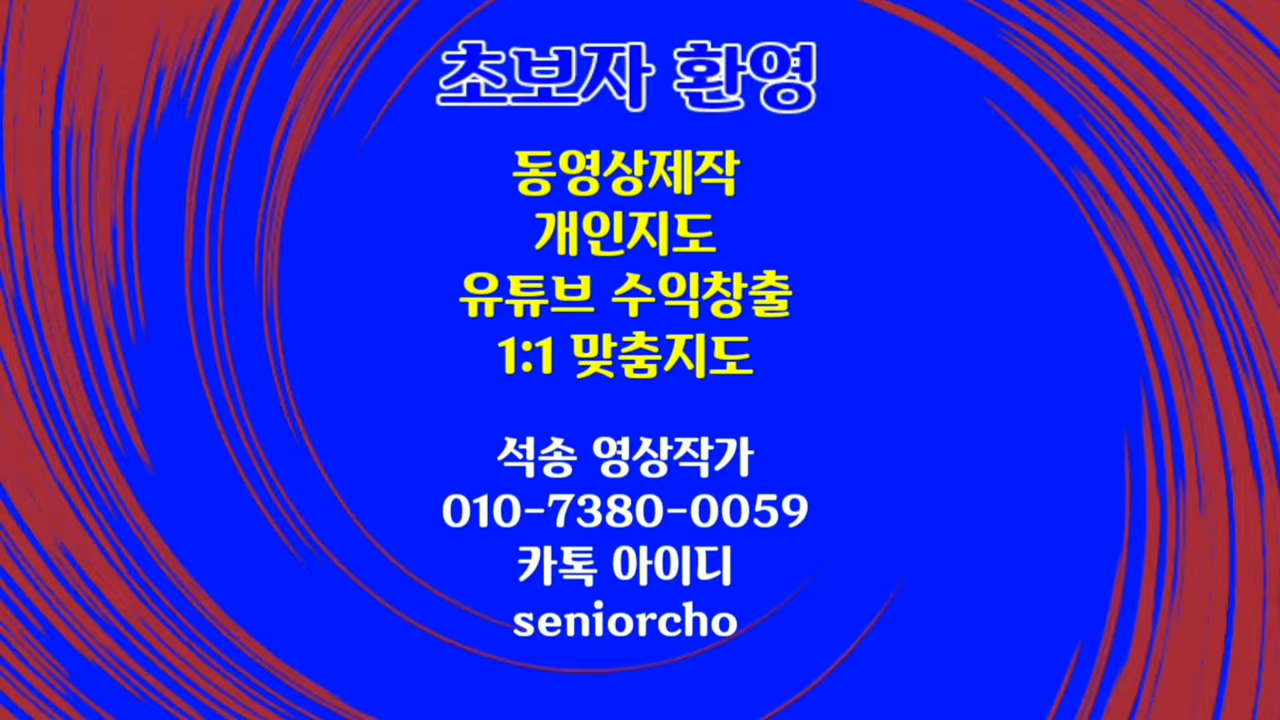 초보자 환영
동영상제작
개인지도
유튜브 수익창출
1:1 맞춤지도
석송 영상작가
010-7380-0059
카톡 아이디
seniorcho